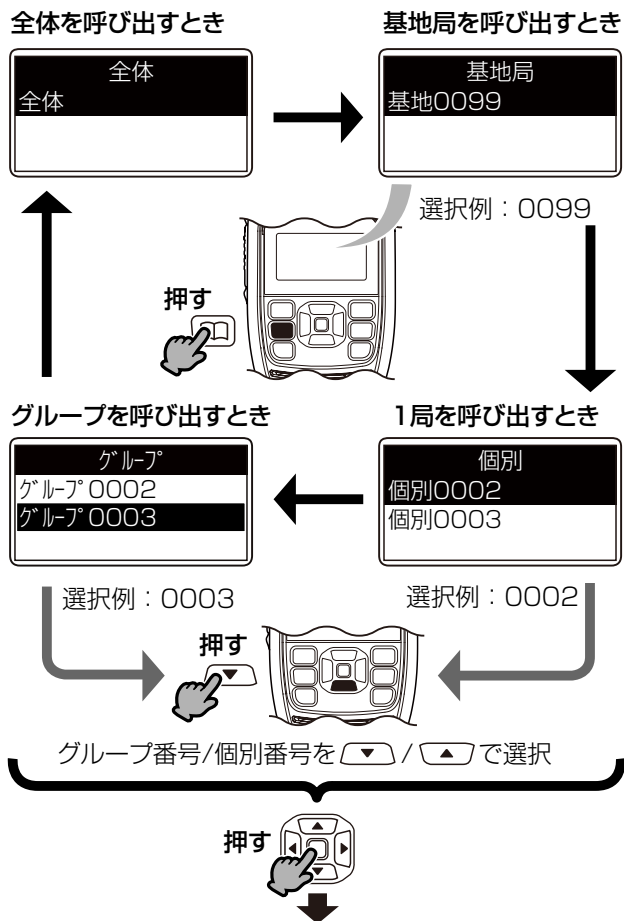 全体を呼び出すとき
基地局を呼び出すとき
全体
全体
基地局
基地0099
選択例：0099
押す
グループを呼び出すとき
1局を呼び出すとき
ｸﾞﾙｰﾌﾟ
ｸﾞﾙｰﾌﾟ0002
ｸﾞﾙｰﾌﾟ0003
個別
個別0002
個別0003
選択例：0003
選択例：0002
押す
グループ番号/個別番号を▼/▲で選択
押す